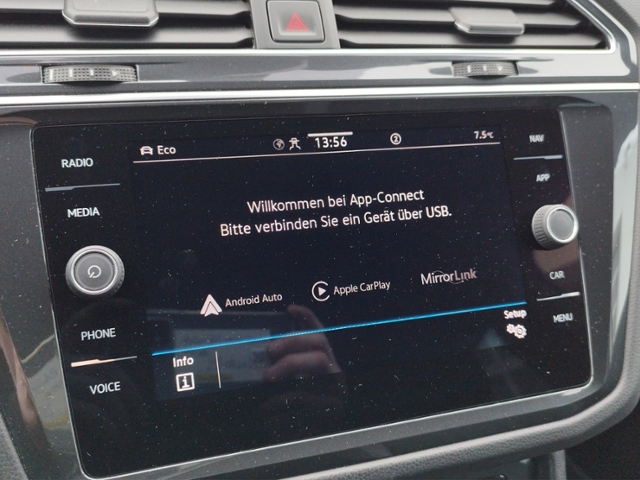 Eco 13:56 2 7.5°C
RADIO
MEDIA
PHONE
VOICE
Willkommen bei App-Connect
Bitte verbinden Sie ein Gerät über USB.
Android Auto Apple CarPlay MirrorLink
Info
i
Setup
NAV
APP
CAR
MENU